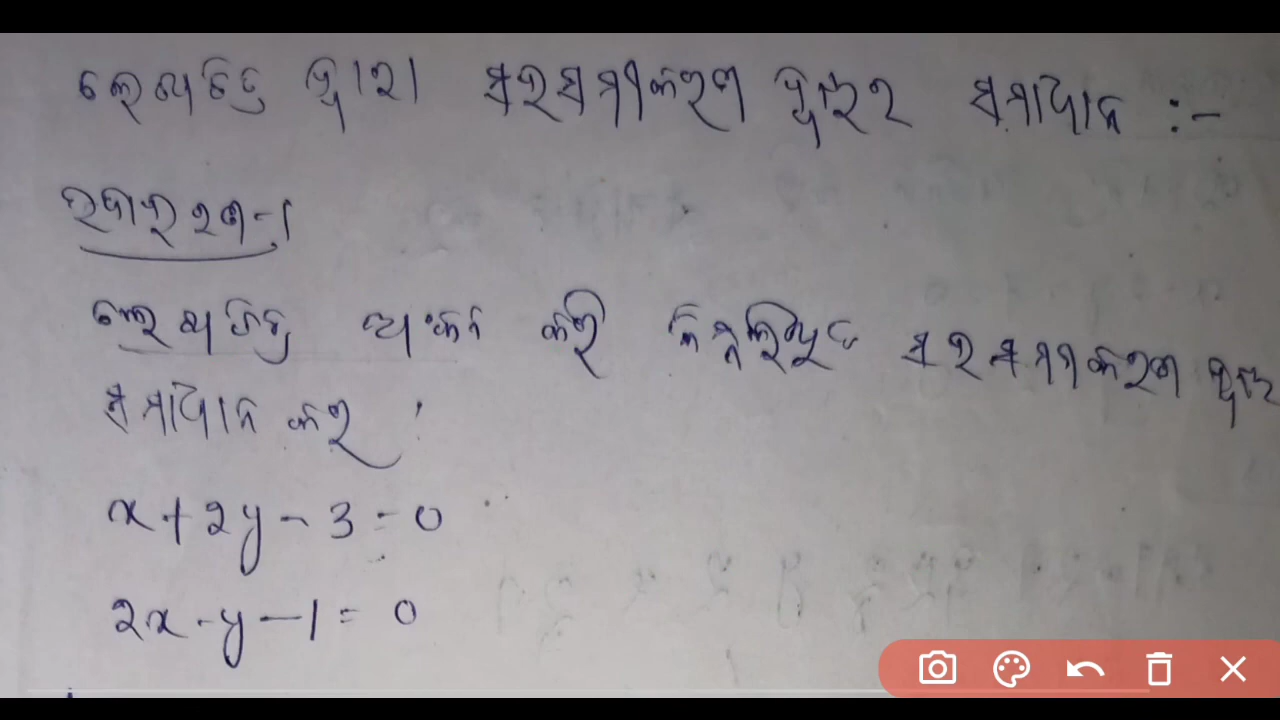 ଲେଖଚିତ୍ର ଦ୍ୱାରା ସହସମୀକରଣ ଦ୍ୱୟର ସମାଧାନ :-
ଉଦାହରଣ-1
ଲେଖଚିତ୍ର ଅଂକନ କରି ନିମ୍ନଲିଖିତ ସହସମୀକରଣ ଦ୍ୱୟ
ସମାଧାନ କର ।
x + 2y - 3 = 0
2x - y - 1 = 0